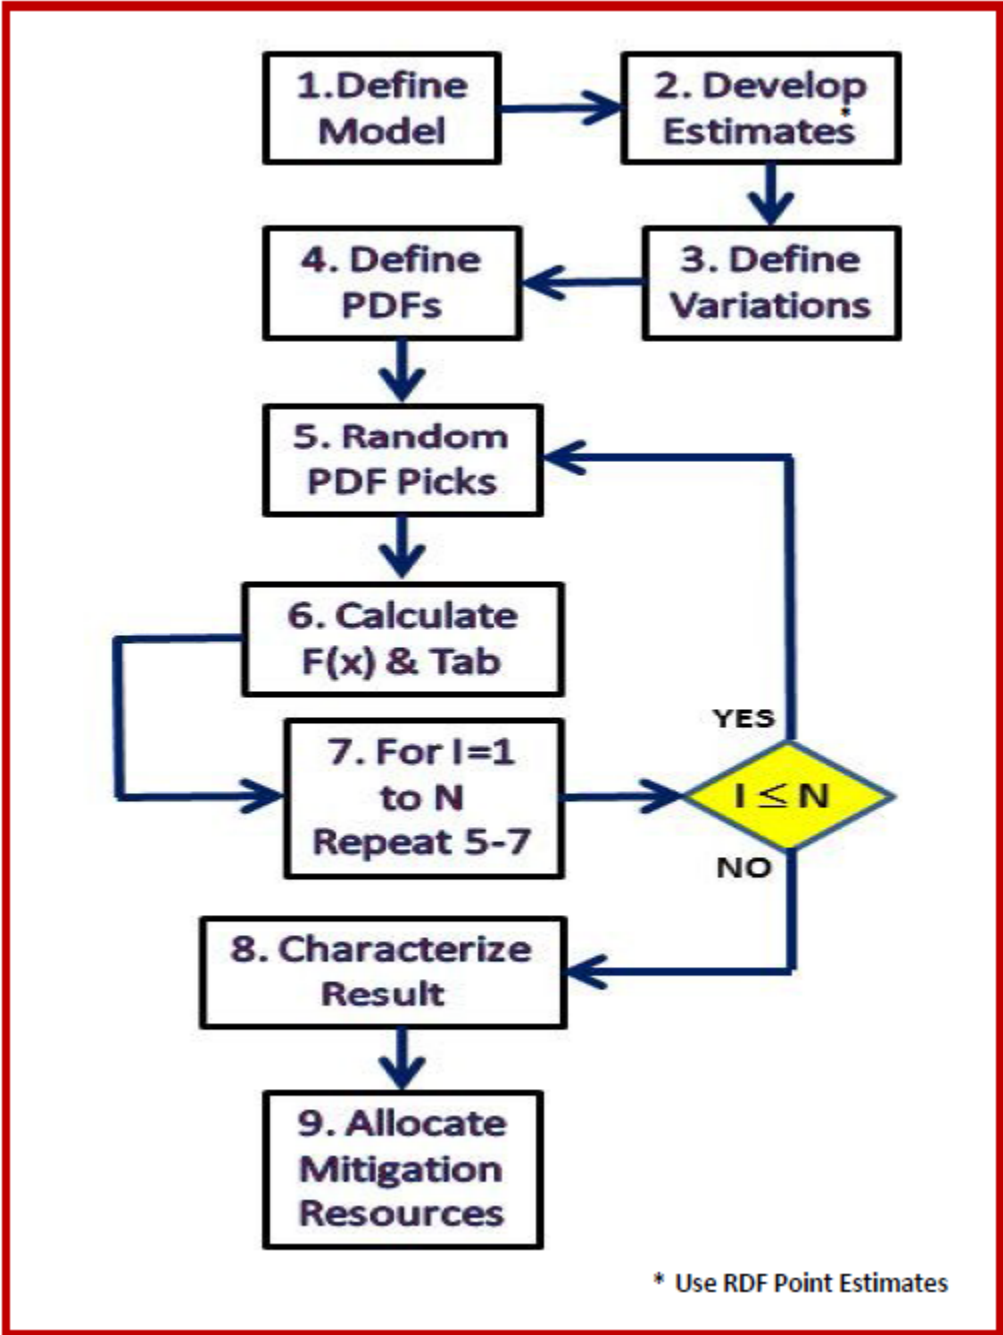 1.Define
Model
2. Develop
Estimates*
3. Define
Variations
4. Define
PDFs
5. Random
PDF Picks
6. Calculate
F(x) & Tab
7. For I=1
to N
Repeat 5-7
YES
I ≤ N
NO
8. Characterize
Result
9. Allocate
Mitigation
Resources
* Use RDF Point Estimates